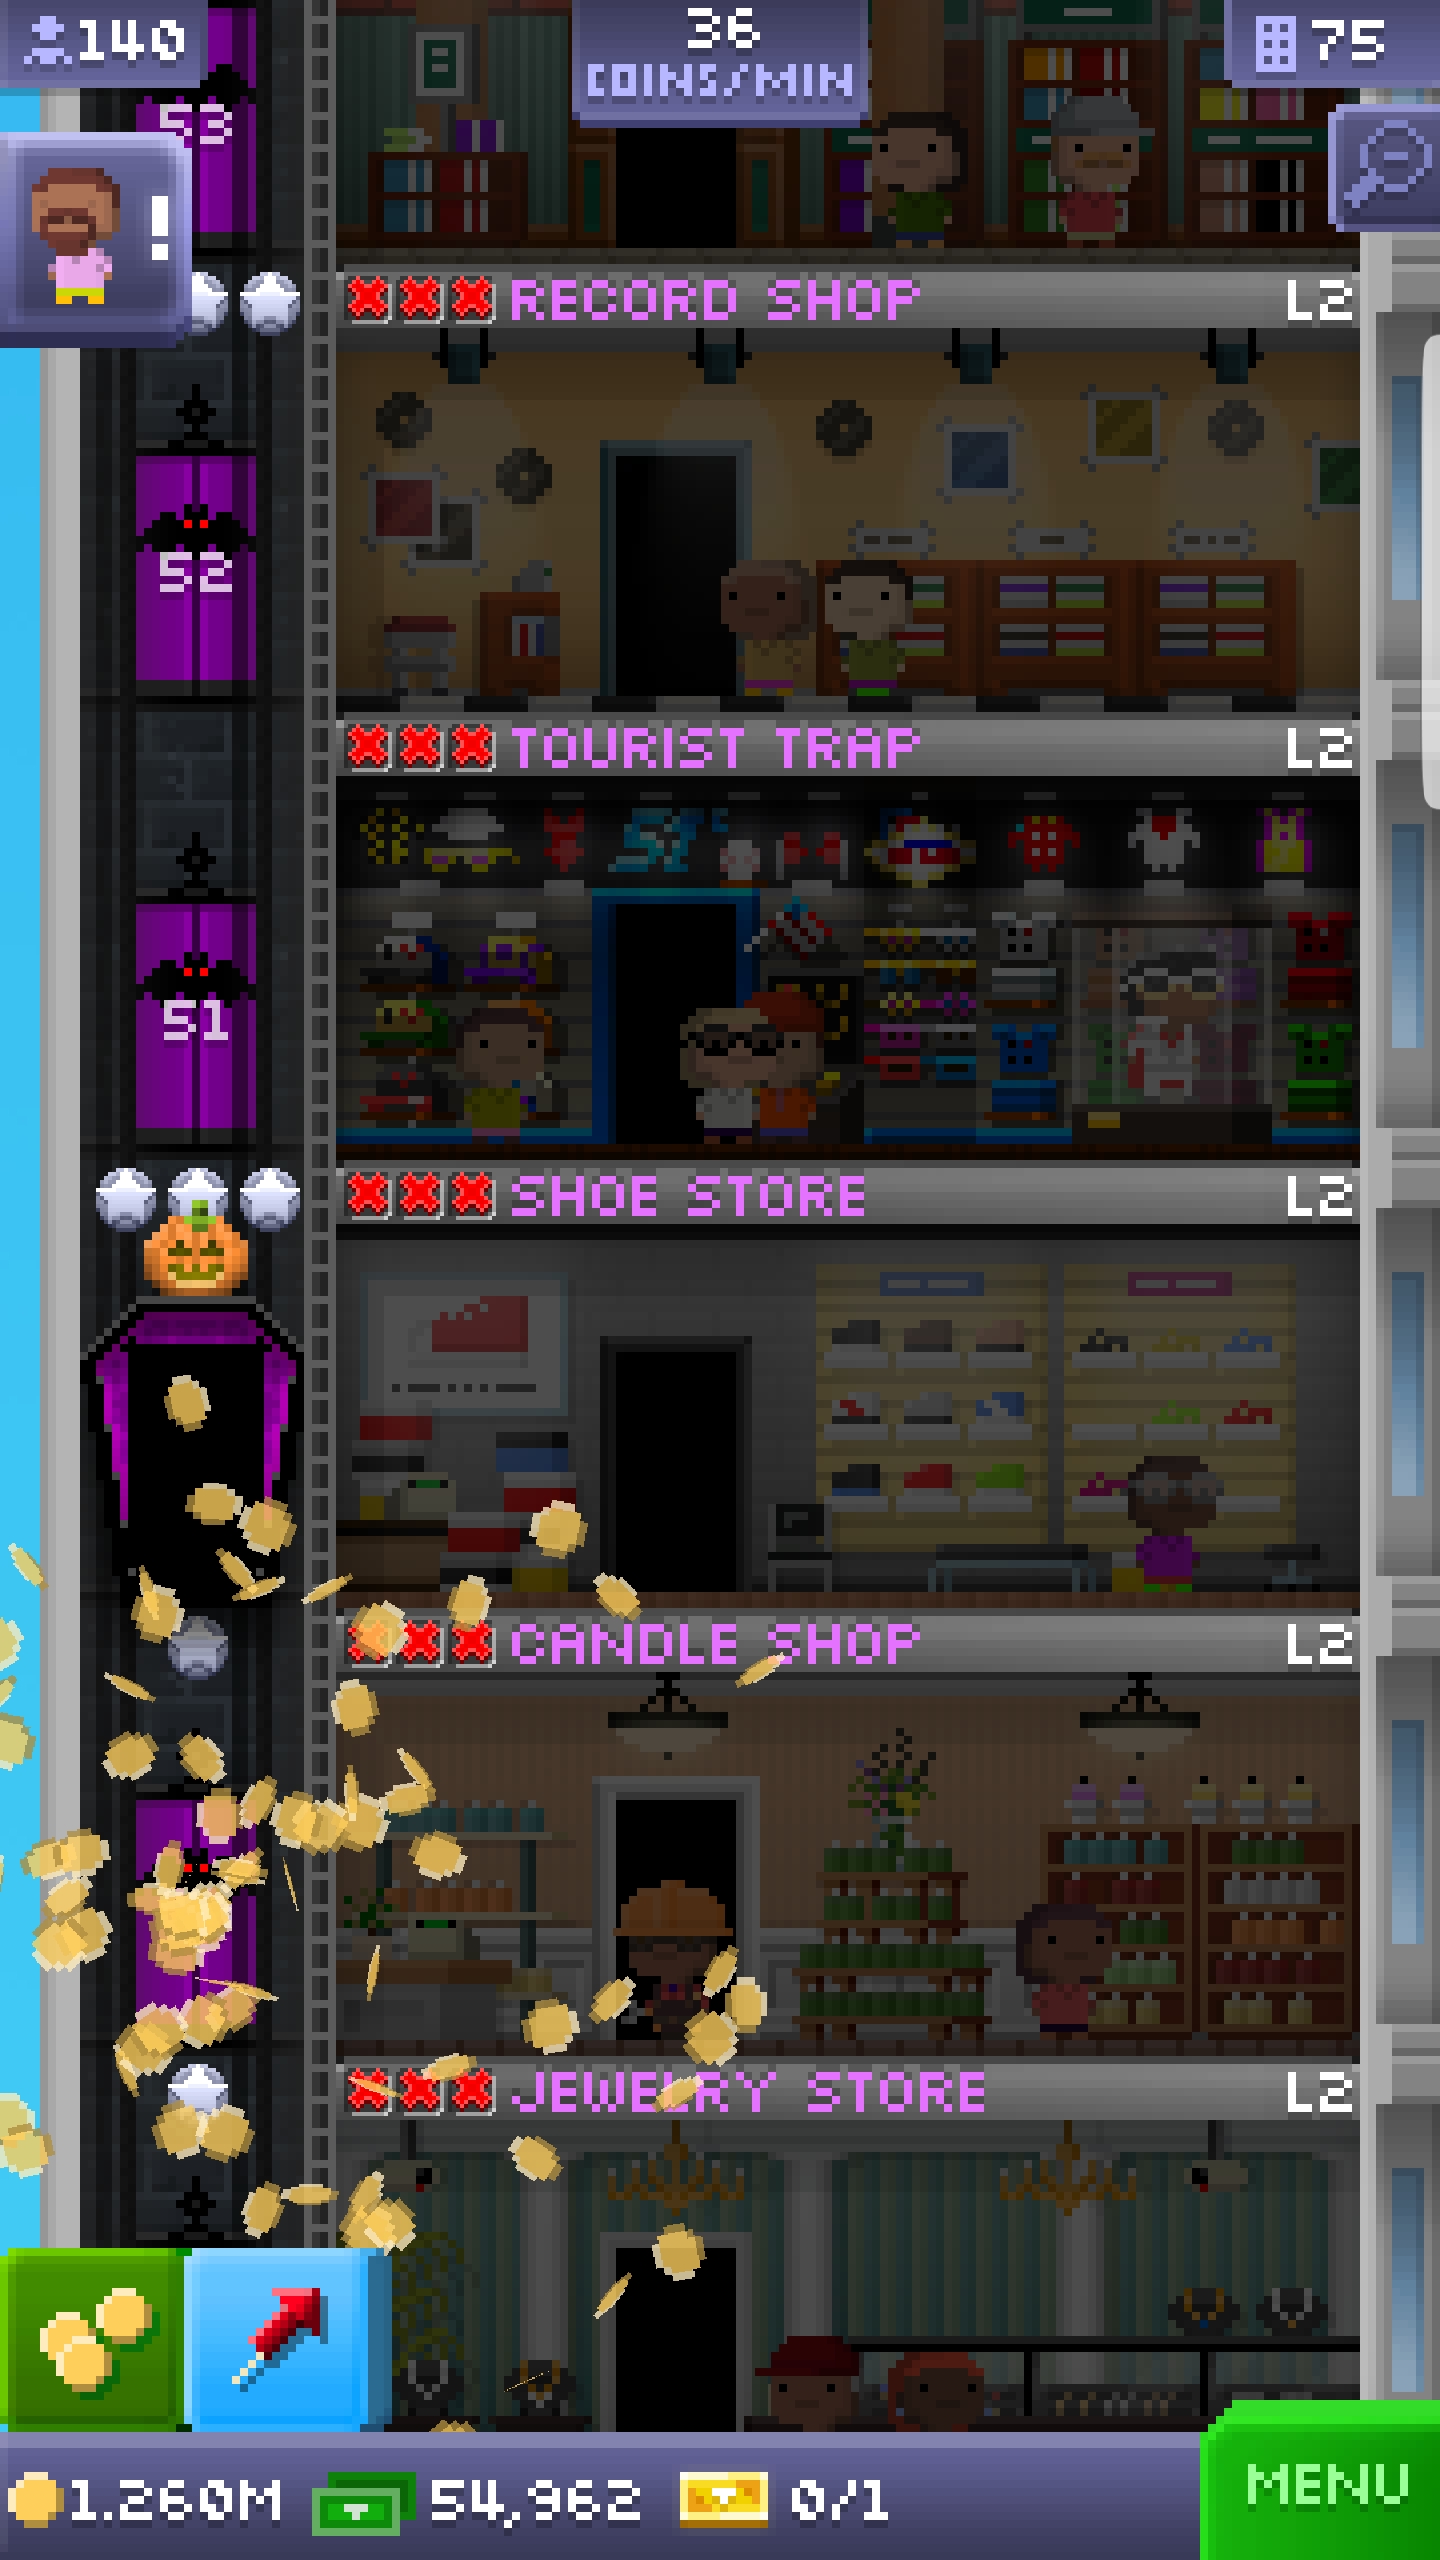 140
36
COINS/MIN
75
53
!
RECORD SHOP L2
52
TOURIST TRAP L2
51
SHOE STORE L2
CANDLE SHOP L2
JEWELRY STORE L2
1.260M 54,962 0/1
MENU